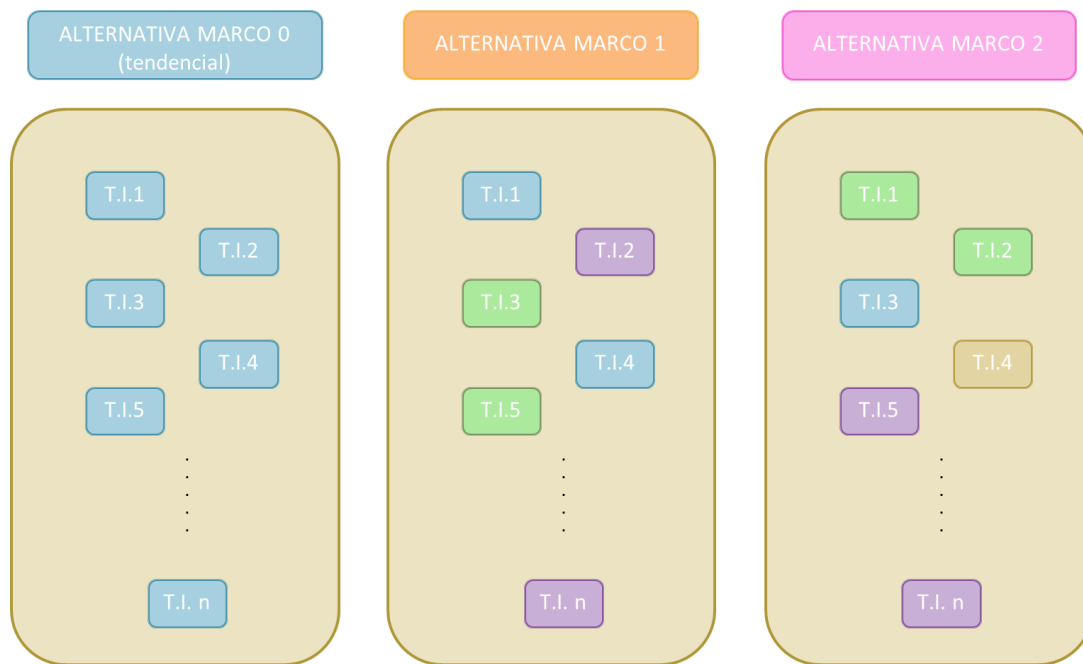 ALTERNATIVA MARCO 0
(tendencial)
T.I.1
T.I.2
T.I.3
T.I.4
T.I.5
T.I. n
ALTERNATIVA MARCO 1
T.I.1
T.I.2
T.I.3
T.I.4
T.I.5
T.I. n
ALTERNATIVA MARCO 2
T.I.1
T.I.2
T.I.3
T.I.4
T.I.5
T.I. n